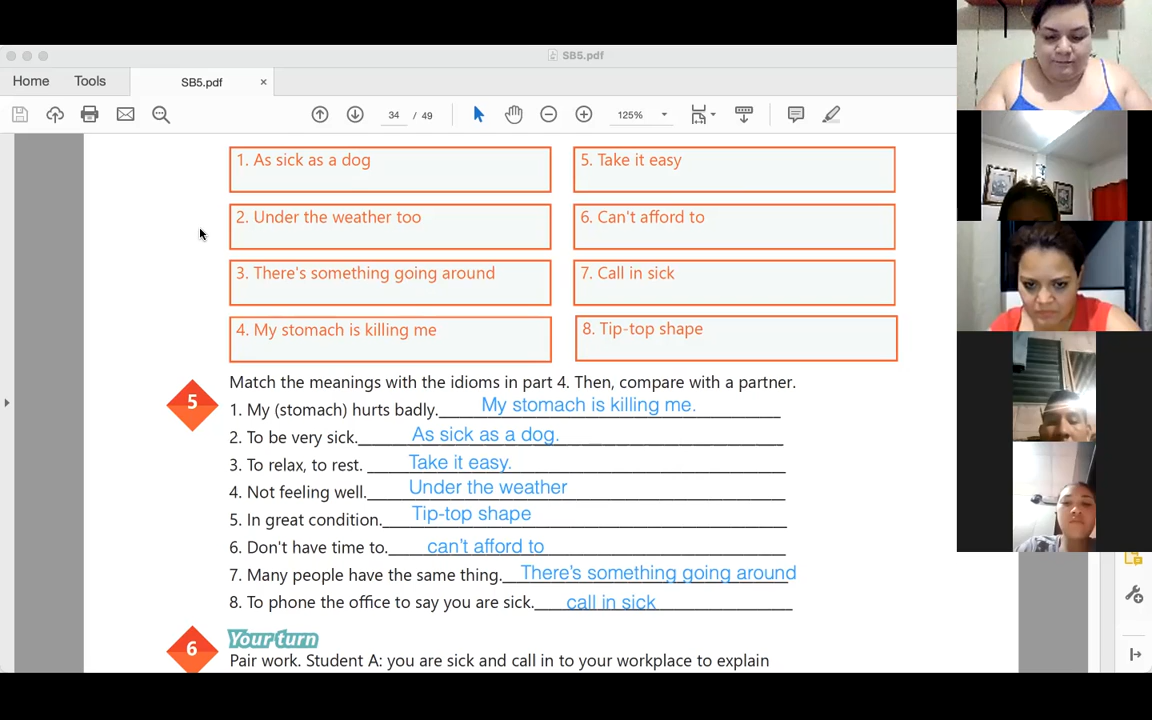 SB5.pdf
Home Tools SB5.pdf ×
34 / 49 125%
1. As sick as a dog
5. Take it easy
2. Under the weather too
6. Can't afford to
3. There's something going around
7. Call in sick
4. My stomach is killing me
8. Tip-top shape
5
Match the meanings with the idioms in part 4. Then, compare with a partner.
1. My (stomach) hurts badly. My stomach is killing me.
2. To be very sick. As sick as a dog.
3. To relax, to rest. Take it easy.
4. Not feeling well. Under the weather
5. In great condition. Tip-top shape
6. Don't have time to. can't afford to
7. Many people have the same thing. There's something going around
8. To phone the office to say you are sick. call in sick
6
Your turn
Pair work. Student A: you are sick and call in to your workplace to explain